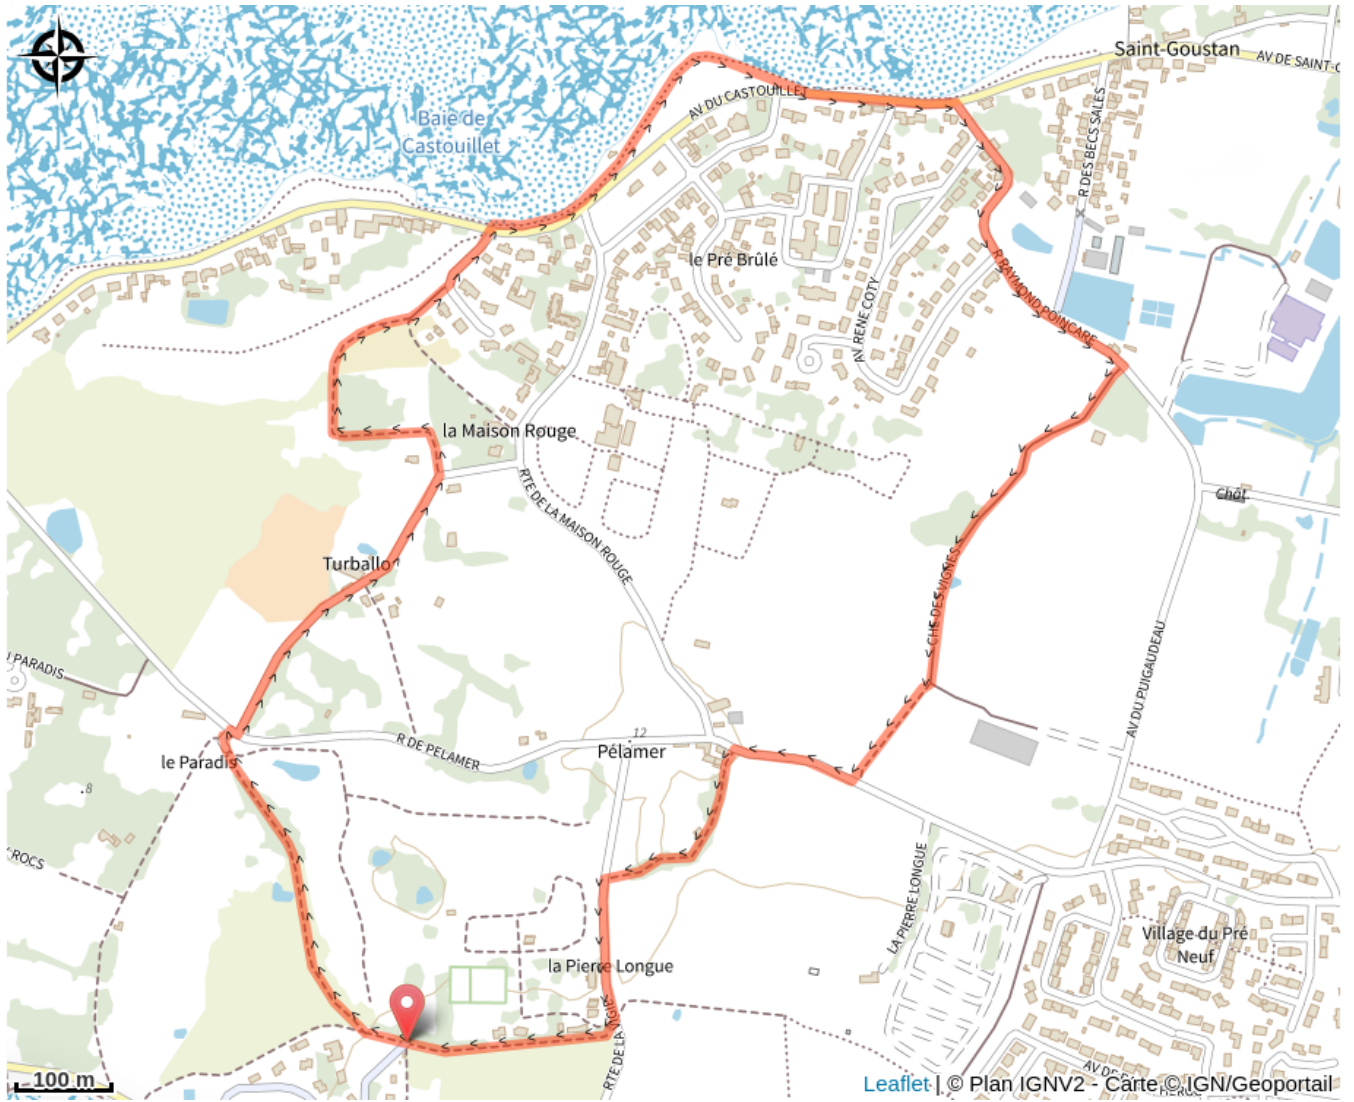 Saint-Goustan
AV DE SAINT-G
AV DU CASTOUILLET
Baie de
Castouillet
R DES BECS SALES
le Pré Brûlé
R RAYMOND POINCARE
AV RENE COTY
la Maison Rouge
RTE DE LA MAISON ROUGE
Chât.
Turballo
CHE DES VIGNES
U PARADIS
AV DU PUIGAUDEAU
12
R DE PELAMER
Pélamer
le Paradis
8
ROCS
LA PIERRE LONGUE
Village du Pré
Neuf
la Pierre Longue
RTE DE LA VIGIE
100 m
Leaflet | © Plan IGNV2 - Carte © IGN/Geoportail